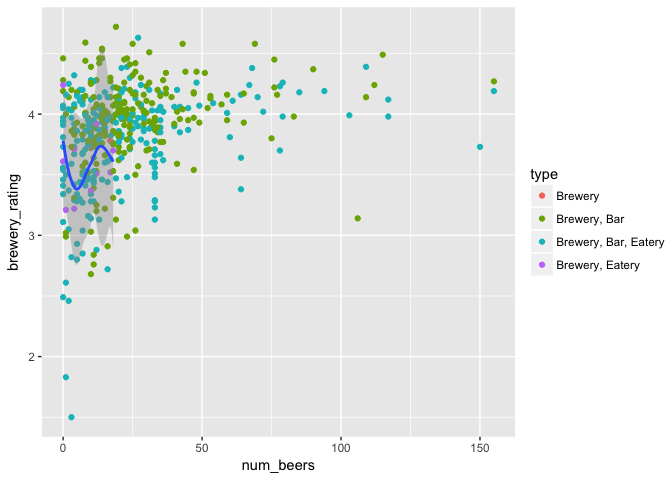 brewery_rating
4
3
2
0
50
100
150
num_beers
type
Brewery
Brewery, Bar
Brewery, Bar, Eatery
Brewery, Eatery